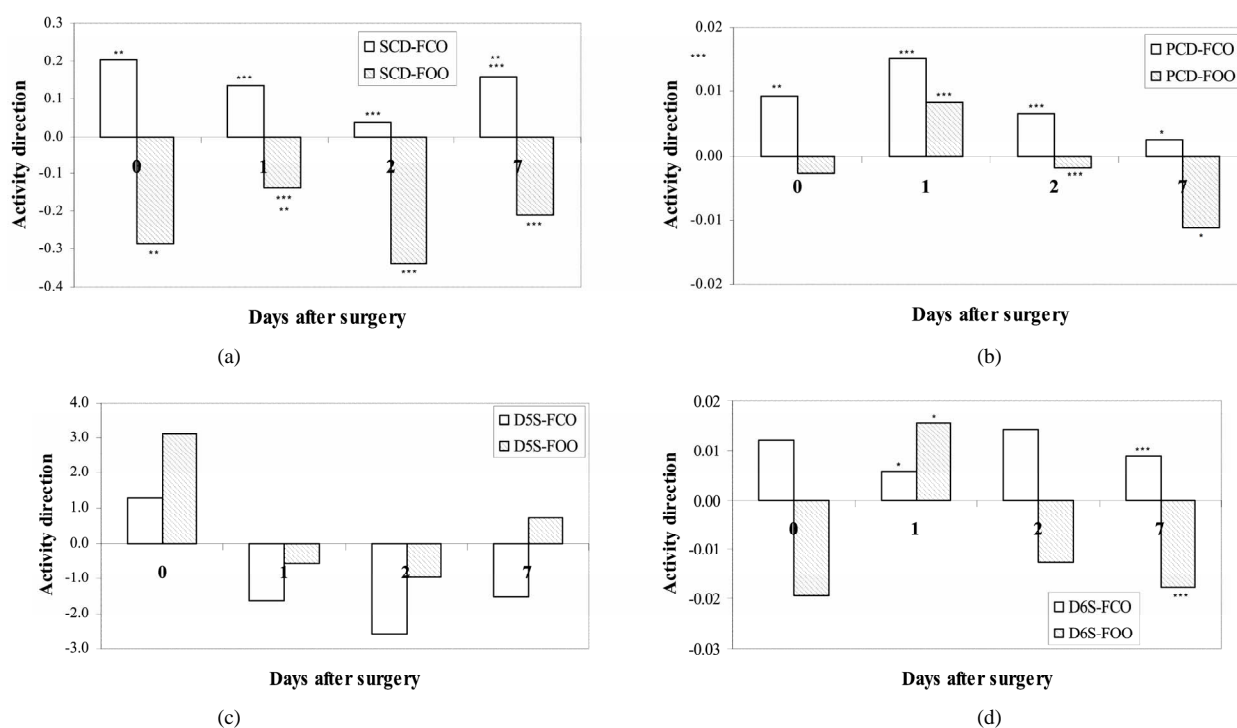 0.3
0.2
0.1
0.0
-0.1
-0.2
-0.3
-0.4
Activity direction
SCD-FCO
SCD-FOO
** *** *** **
***
0 1 2 7
** ***
** *** ***
Days after surgery
(a)
***
0.02
0.01
0.00
-0.01
-0.02
Activity direction
PCD-FCO
PCD-FOO
** *** *** *** *
0 1 2 7
*** *
Days after surgery
(b)
4.0
3.0
2.0
1.0
0.0
-1.0
-2.0
-3.0
Activity direction
D5S-FCO
D5S-FOO
0 1 2 7
Days after surgery
(c)
0.02
0.01
0.00
-0.01
-0.02
-0.03
Activity direction
* * ***
0 1 2 7
***
D6S-FCO
D6S-FOO
Days after surgery
(d)